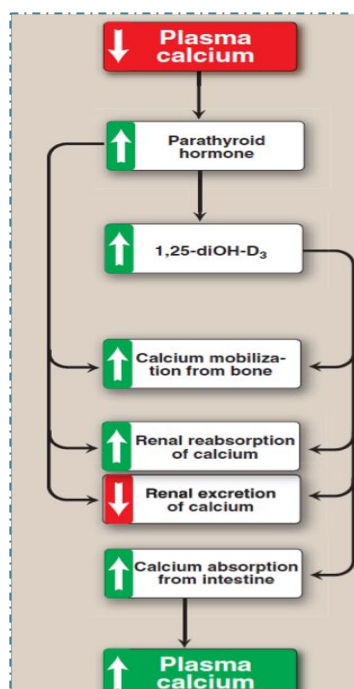 Plasma
calcium
Parathyroid
hormone
1,25-diOH-D₃
Calcium mobiliza-
tion from bone
Renal reabsorption
of calcium
Renal excretion
of calcium
Calcium absorption
from intestine
Plasma
calcium